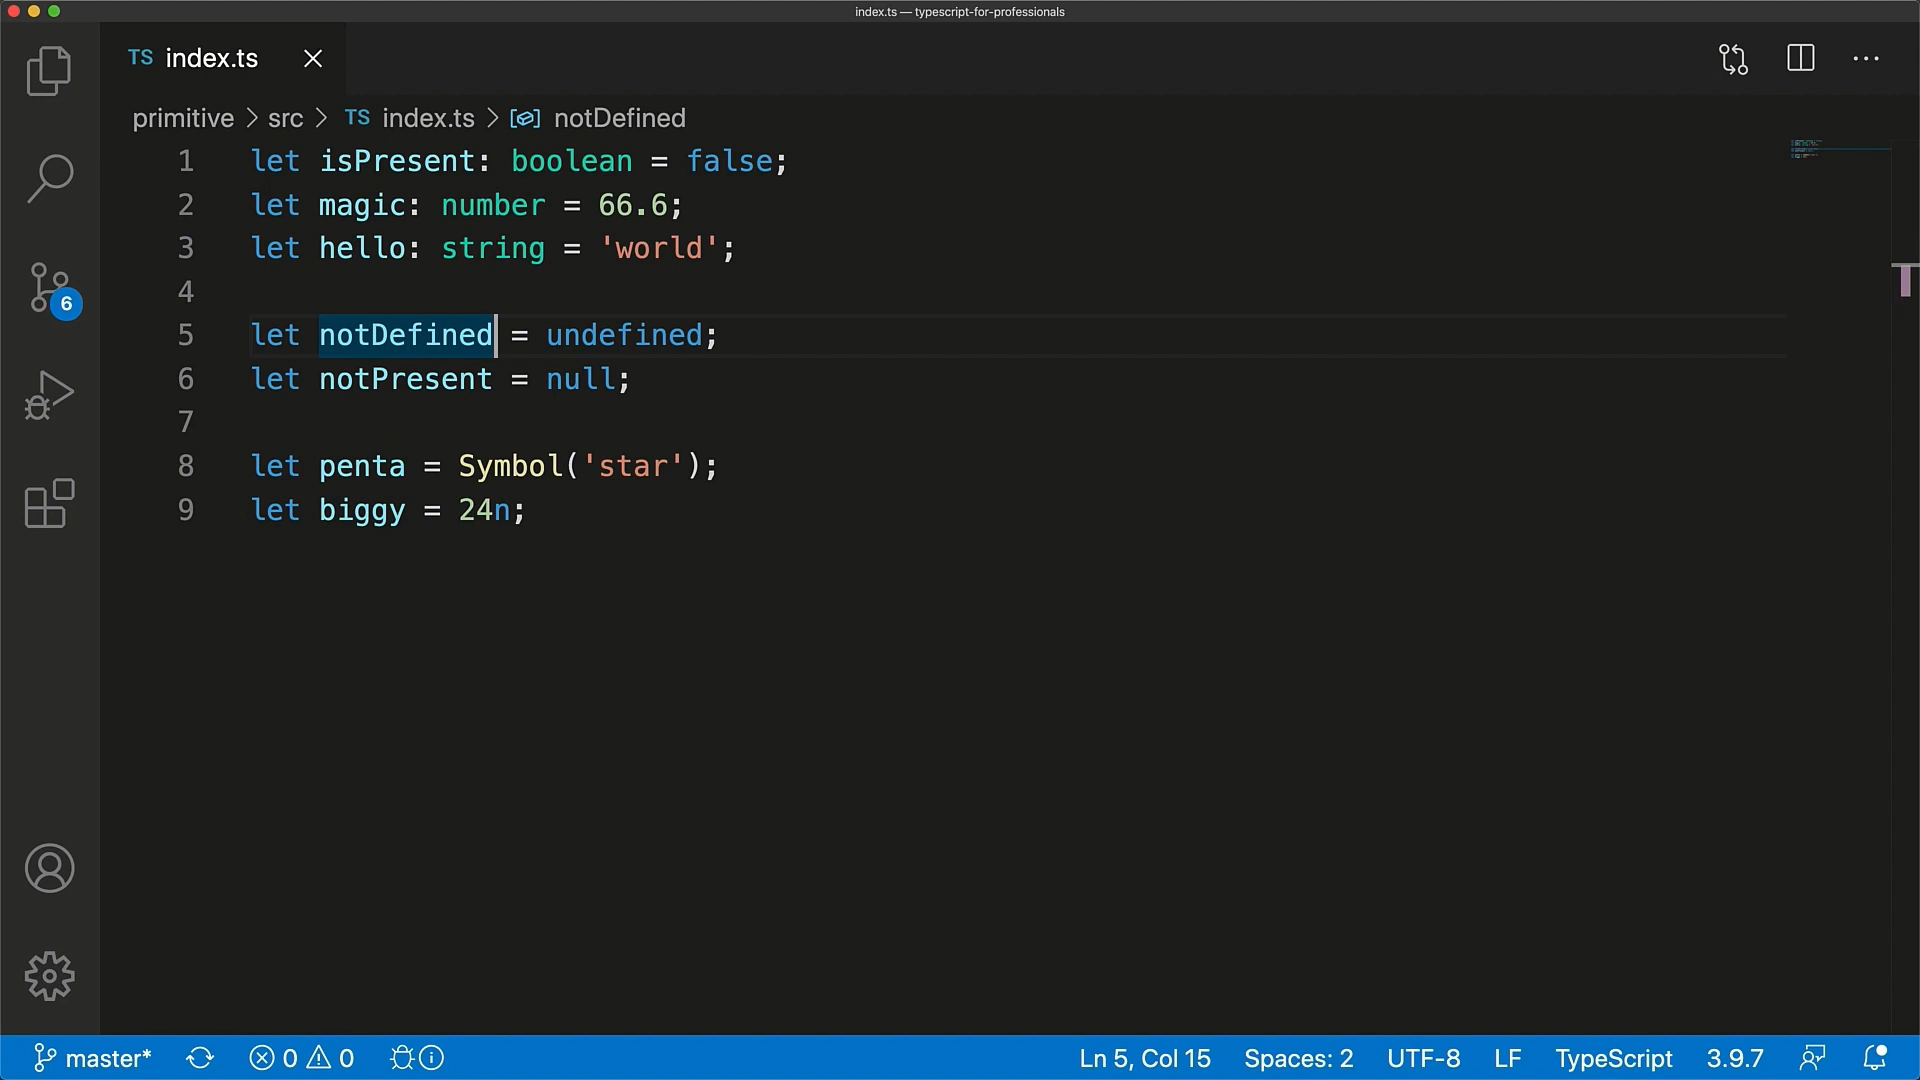 index.ts — typescript-for-professionals
TS index.ts
primitive > src > TS index.ts > notDefined
1 let isPresent: boolean = false;
2 let magic: number = 66.6;
3 let hello: string = 'world';
4
5 let notDefined = undefined;
6 let notPresent = null;
7
8 let penta = Symbol('star');
9 let biggy = 24n;
6
master* 0 0 Ln 5, Col 15 Spaces: 2 UTF-8 LF TypeScript 3.9.7